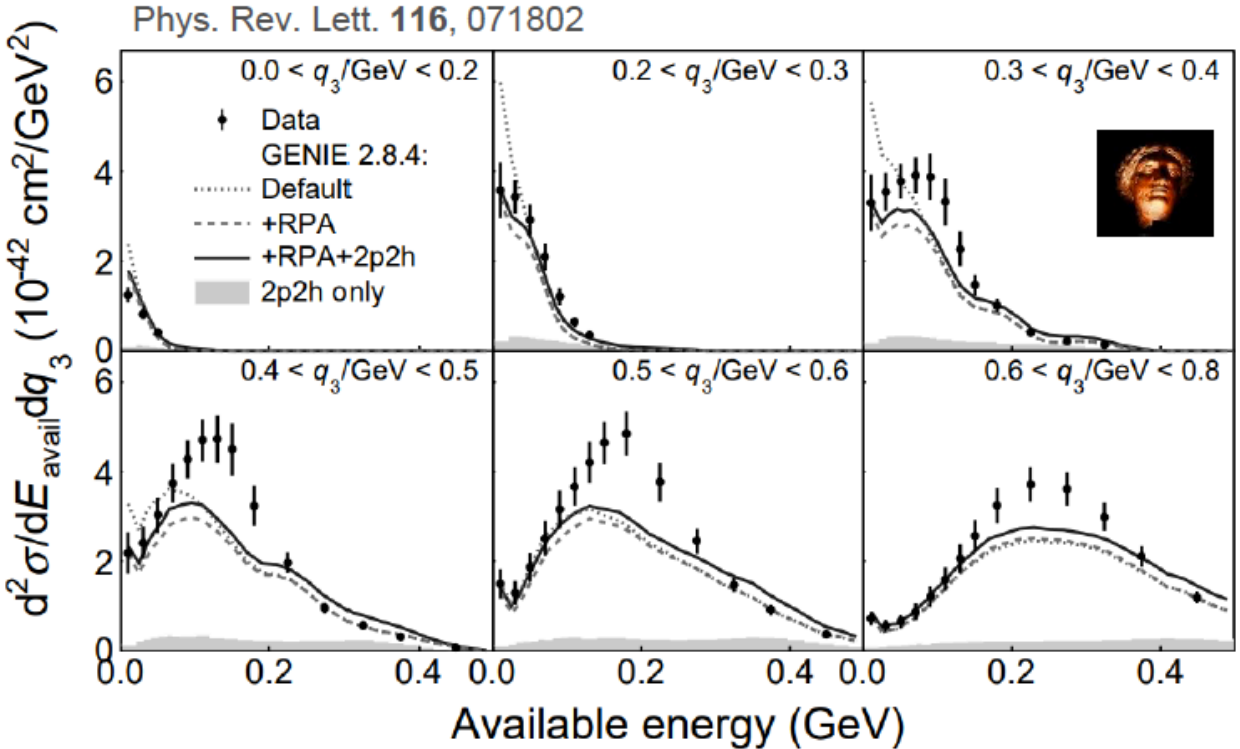 Phys. Rev. Lett. 116, 071802
d²σ/dE_avail dq₃ (10⁻⁴² cm²/GeV²)
0.0 < q₃/GeV < 0.2
0.2 < q₃/GeV < 0.3
0.3 < q₃/GeV < 0.4
6
4
2
0
Data
GENIE 2.8.4:
Default
+RPA
+RPA+2p2h
2p2h only
0.4 < q₃/GeV < 0.5
0.5 < q₃/GeV < 0.6
0.6 < q₃/GeV < 0.8
6
4
2
0
0.0 0.2 0.4 0.0 0.2 0.4 0.0 0.2 0.4
Available energy (GeV)